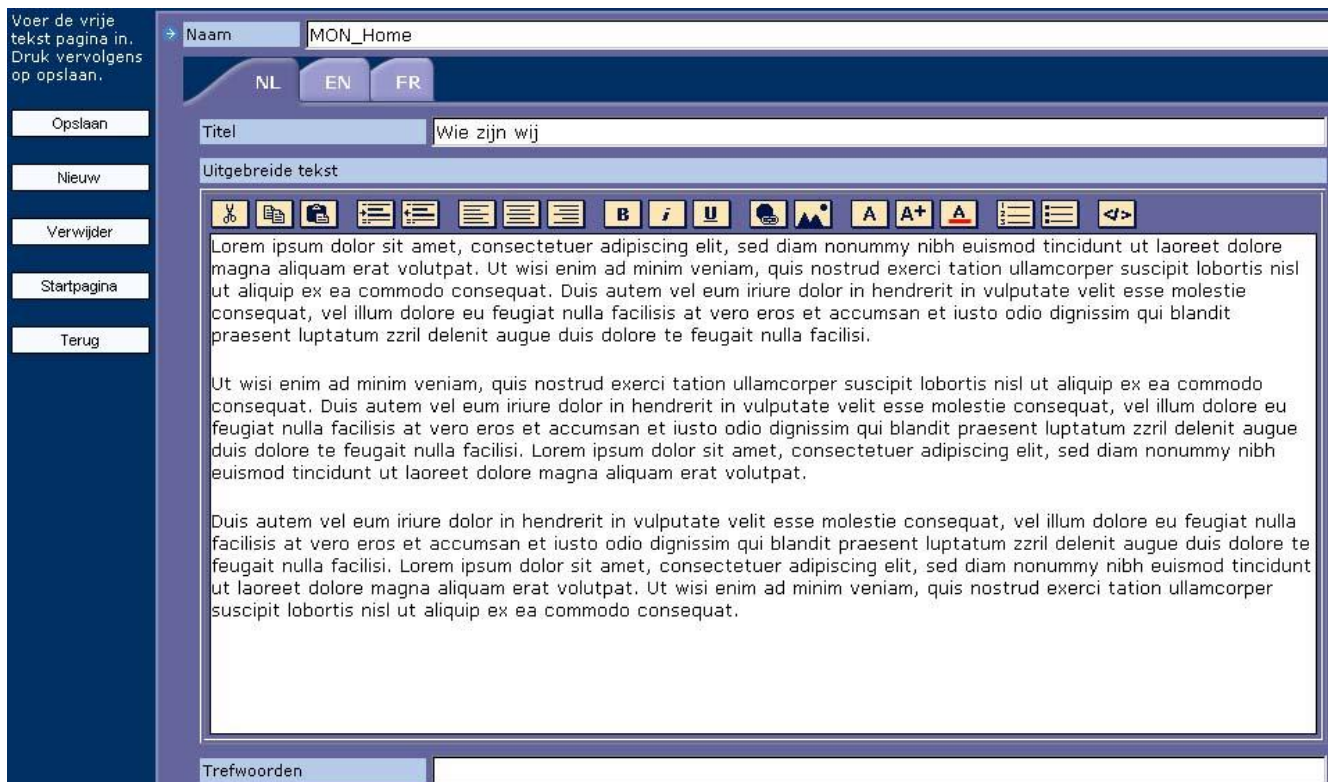 Voer de vrije
tekst pagina in.
Druk vervolgens
op opslaan.
Opslaan
Nieuw
Verwijder
Startpagina
Terug
Naam MON_Home
NL EN FR
Titel Wie zijn wij
Uitgebreide tekst
B i U A A+ A </>
Lorem ipsum dolor sit amet, consectetuer adipiscing elit, sed diam nonummy nibh euismod tincidunt ut laoreet dolore
magna aliquam erat volutpat. Ut wisi enim ad minim veniam, quis nostrud exerci tation ullamcorper suscipit lobortis nisl
ut aliquip ex ea commodo consequat. Duis autem vel eum iriure dolor in hendrerit in vulputate velit esse molestie
consequat, vel illum dolore eu feugiat nulla facilisis at vero eros et accumsan et iusto odio dignissim qui blandit
praesent luptatum zzril delenit augue duis dolore te feugait nulla facilisi.
Ut wisi enim ad minim veniam, quis nostrud exerci tation ullamcorper suscipit lobortis nisl ut aliquip ex ea commodo
consequat. Duis autem vel eum iriure dolor in hendrerit in vulputate velit esse molestie consequat, vel illum dolore eu
feugiat nulla facilisis at vero eros et accumsan et iusto odio dignissim qui blandit praesent luptatum zzril delenit augue
duis dolore te feugait nulla facilisi. Lorem ipsum dolor sit amet, consectetuer adipiscing elit, sed diam nonummy nibh
euismod tincidunt ut laoreet dolore magna aliquam erat volutpat.
Duis autem vel eum iriure dolor in hendrerit in vulputate velit esse molestie consequat, vel illum dolore eu feugiat nulla
facilisis at vero eros et accumsan et iusto odio dignissim qui blandit praesent luptatum zzril delenit augue duis dolore te
feugait nulla facilisi. Lorem ipsum dolor sit amet, consectetuer adipiscing elit, sed diam nonummy nibh euismod tincidunt
ut laoreet dolore magna aliquam erat volutpat. Ut wisi enim ad minim veniam, quis nostrud exerci tation ullamcorper
suscipit lobortis nisl ut aliquip ex ea commodo consequat.
Trefwoorden